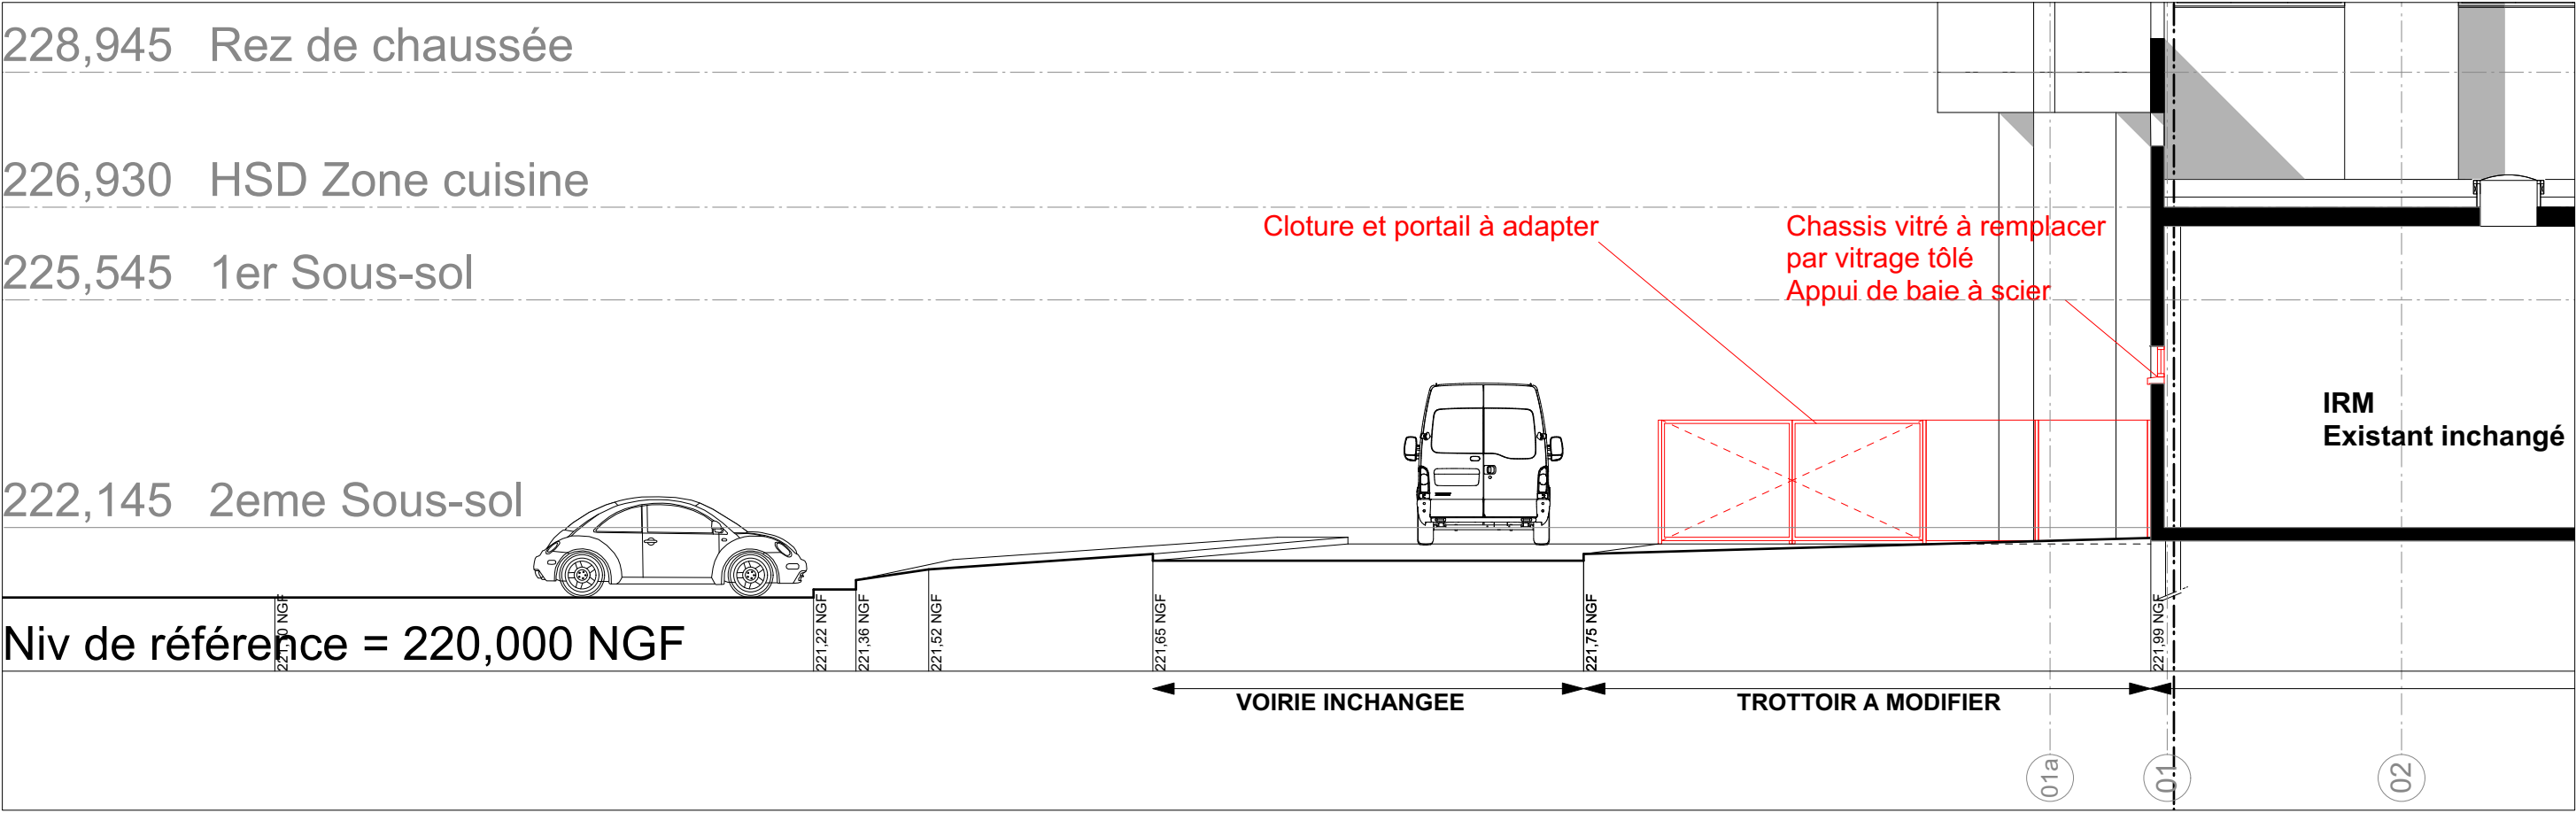 228,945 Rez de chaussée
226,930 HSD Zone cuisine
Cloture et portail à adapter
Chassis vitré à remplacer
par vitrage tôlé
Appui de baie à scier
225,545 1er Sous-sol
IRM
Existant inchangé
222,145 2eme Sous-sol
Niv de référence = 220,000 NGF
221,22 NGF
221,36 NGF
221,52 NGF
221,65 NGF
221,75 NGF
221,99 NGF
VOIRIE INCHANGEE
TROTTOIR A MODIFIER
01a
01
02